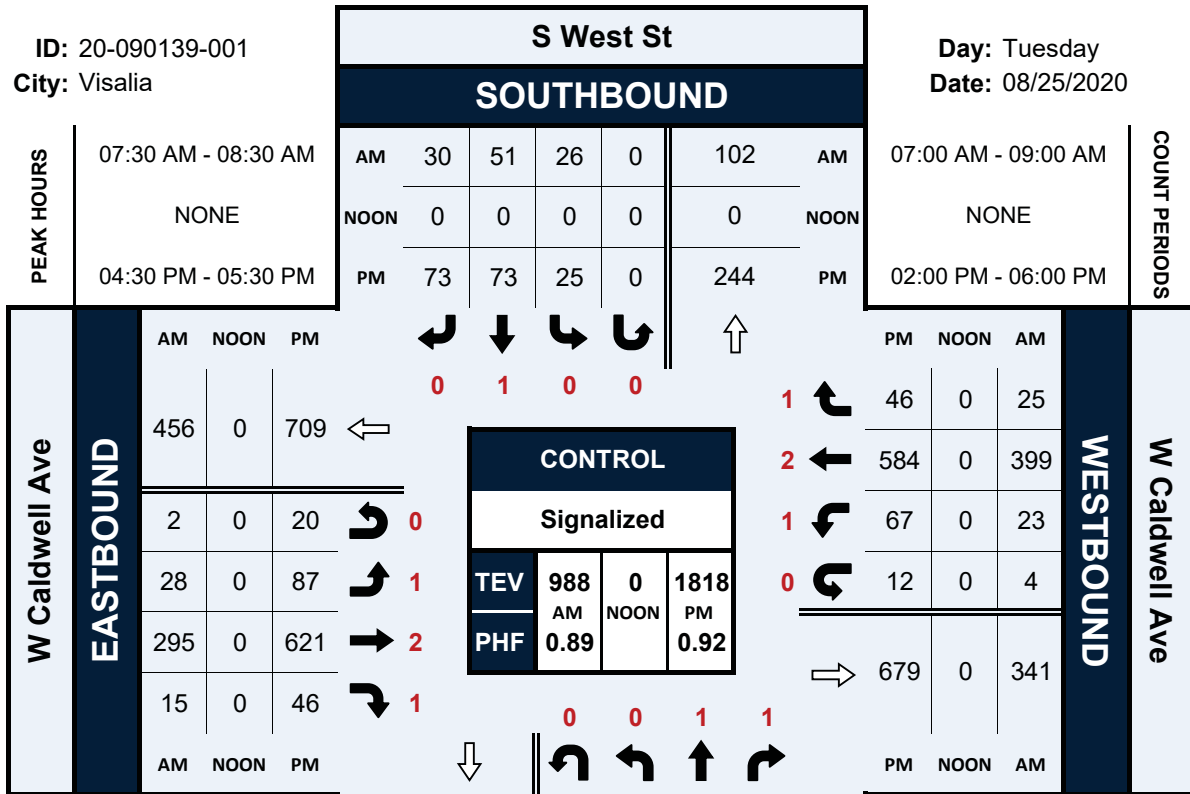 ID: 20-090139-001
City: Visalia
S West St
SOUTHBOUND
Day: Tuesday
Date: 08/25/2020
PEAK HOURS
07:30 AM - 08:30 AM
NONE
04:30 PM - 05:30 PM
AM 30 51 26 0 102 AM
NOON 0 0 0 0 0 NOON
PM 73 73 25 0 244 PM
07:00 AM - 09:00 AM
NONE
02:00 PM - 06:00 PM
COUNT PERIODS
0 1 0 0
W Caldwell Ave
EASTBOUND
AM NOON PM
456 0 709
2 0 20 0
28 0 87 1
295 0 621 2
15 0 46 1
AM NOON PM
CONTROL
Signalized
TEV 988 0 1818
AM NOON PM
PHF 0.89 0.92
PM NOON AM
1 46 0 25
2 584 0 399
1 67 0 23
0 12 0 4
679 0 341
PM NOON AM
WESTBOUND
W Caldwell Ave
0 0 1 1